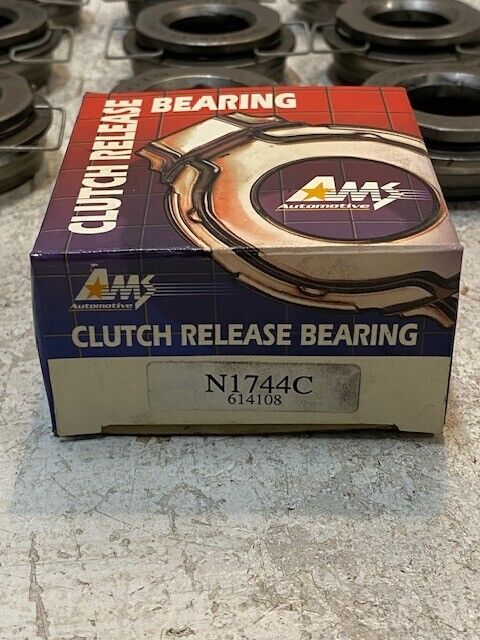 CLUTCH RELEASE BEARING
AMS
Automotive
AMS
Automotive
CLUTCH RELEASE BEARING
N1744C
614108